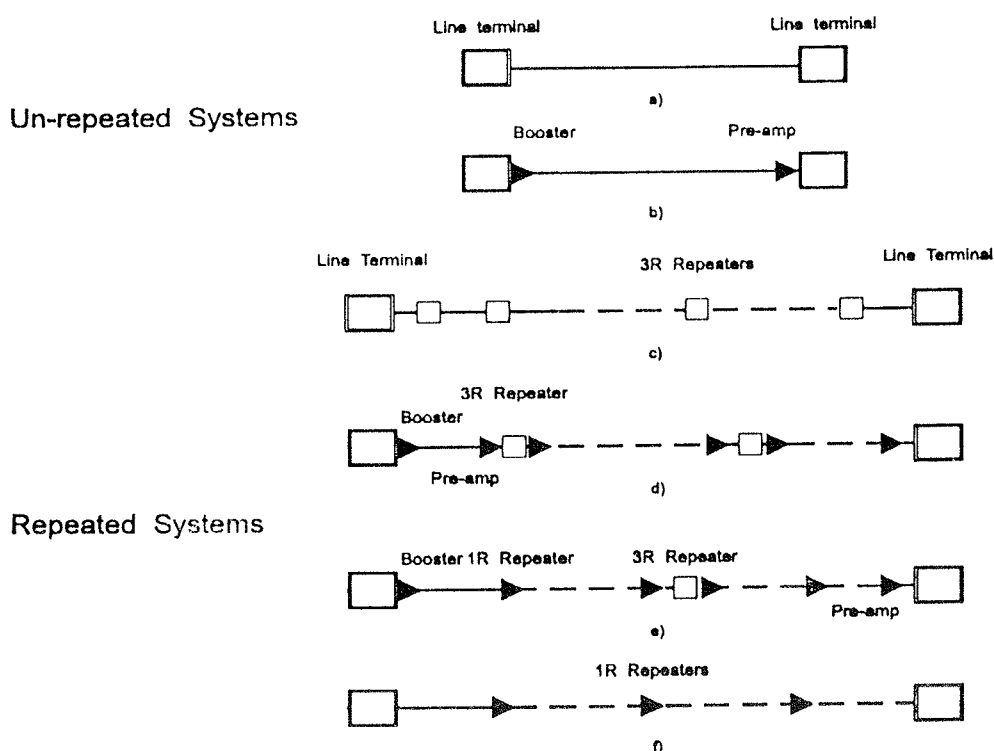 Line terminal Line terminal
a)
Un-repeated Systems
Booster Pre-amp
b)
Line Terminal 3R Repeaters Line Terminal
c)
3R Repeater
Booster
Pre-amp
d)
Repeated Systems
Booster 1R Repeater 3R Repeater
Pre-amp
e)
1R Repeaters
f)